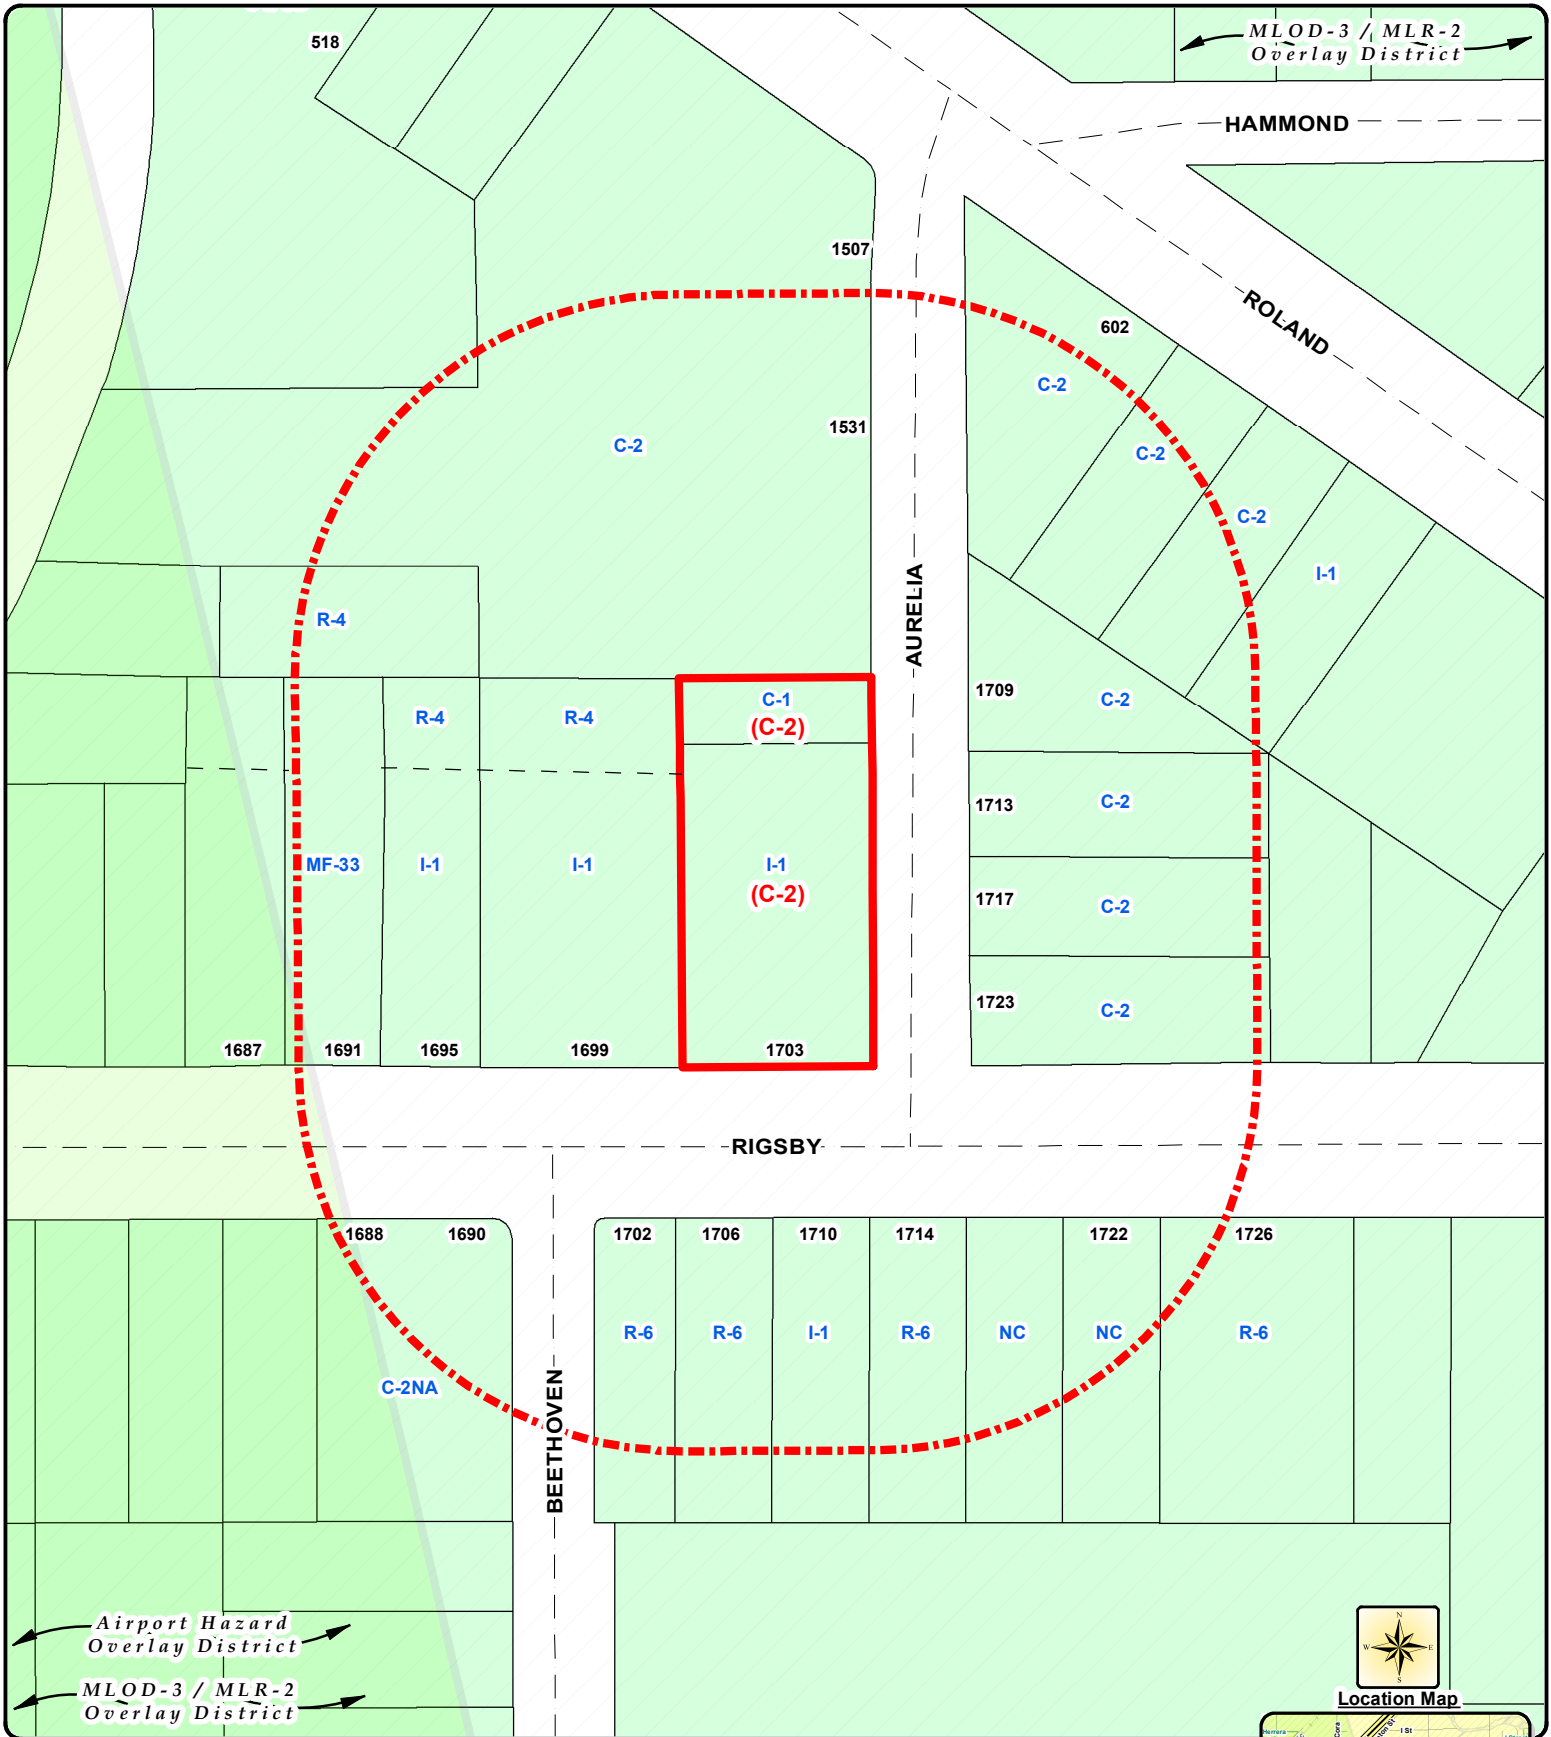 518
MLOD-3 / MLR-2
Overlay District
HAMMOND
1507
ROLAND
602
C-2
1531
C-2
C-2
C-2
I-1
AURELIA
R-4
1709
C-2
C-1
(C-2)
R-4
R-4
1713
C-2
MF-33
I-1
I-1
I-1
(C-2)
1717
C-2
1723
C-2
1687
1691
1695
1699
1703
RIGSBY
1688
1690
1702
1706
1710
1714
1722
1726
R-6
R-6
I-1
R-6
NC
NC
R-6
C-2NA
BEETHOVEN
Airport Hazard
Overlay District
MLOD-3 / MLR-2
Overlay District
N
W
E
S
Location Map
Herrera
Cora
I St